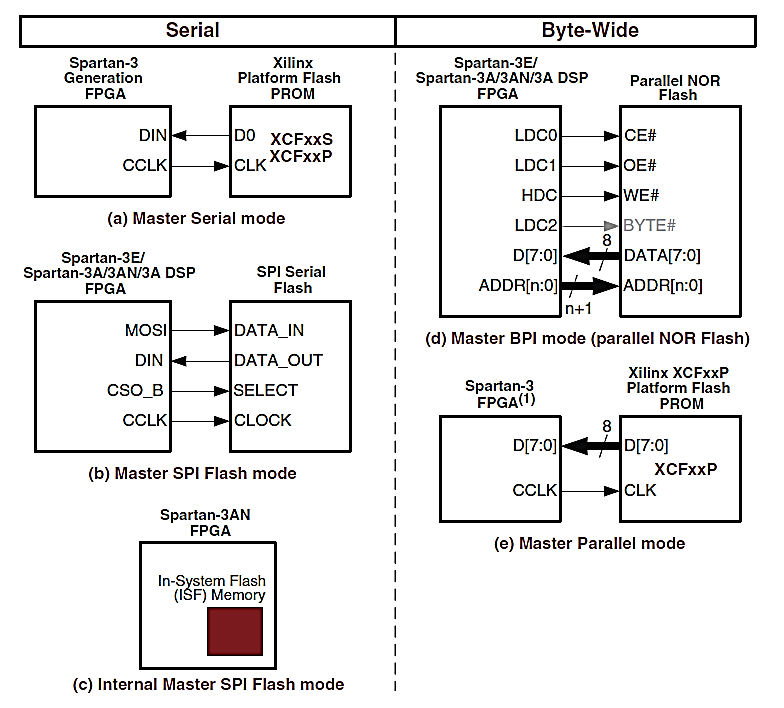 Serial
Byte-Wide
Spartan-3
Generation
FPGA
Xilinx
Platform Flash
PROM
DIN
CCLK
D0
CLK
XCFxxS
XCFxxP
(a) Master Serial mode
Spartan-3E/
Spartan-3A/3AN/3A DSP
FPGA
SPI Serial
Flash
MOSI
DIN
CSO_B
CCLK
DATA_IN
DATA_OUT
SELECT
CLOCK
(b) Master SPI Flash mode
Spartan-3AN
FPGA
In-System Flash
(ISF) Memory
(c) Internal Master SPI Flash mode
Spartan-3E/
Spartan-3A/3AN/3A DSP
FPGA
Parallel NOR
Flash
LDC0
LDC1
HDC
LDC2
D[7:0]
ADDR[n:0]
8
n+1
CE#
OE#
WE#
BYTE#
DATA[7:0]
ADDR[n:0]
(d) Master BPI mode (parallel NOR Flash)
Spartan-3
FPGA(1)
Xilinx XCFxxP
Platform Flash
PROM
D[7:0]
CCLK
8
D[7:0]
XCFxxP
CLK
(e) Master Parallel mode